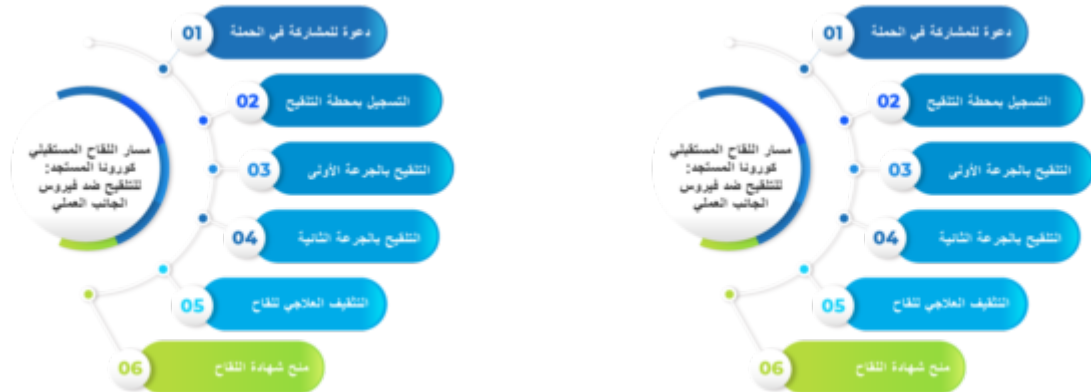 01
دعوة للمشاركة في الحملة
02
التسجيل بمحطة التلقيح
03
التلقيح بالجرعة الأولى
04
التلقيح بالجرعة الثانية
05
التثقيف العلاجي للقاح
06
منح شهادة اللقاح
مسار اللقاح المستقبلي
كورونا المستجد:
للتلقيح ضد فيروس
الجانب العملي
01
دعوة للمشاركة في الحملة
02
التسجيل بمحطة التلقيح
03
التلقيح بالجرعة الأولى
04
التلقيح بالجرعة الثانية
05
التثقيف العلاجي للقاح
06
منح شهادة اللقاح
مسار اللقاح المستقبلي
كورونا المستجد:
للتلقيح ضد فيروس
الجانب العملي